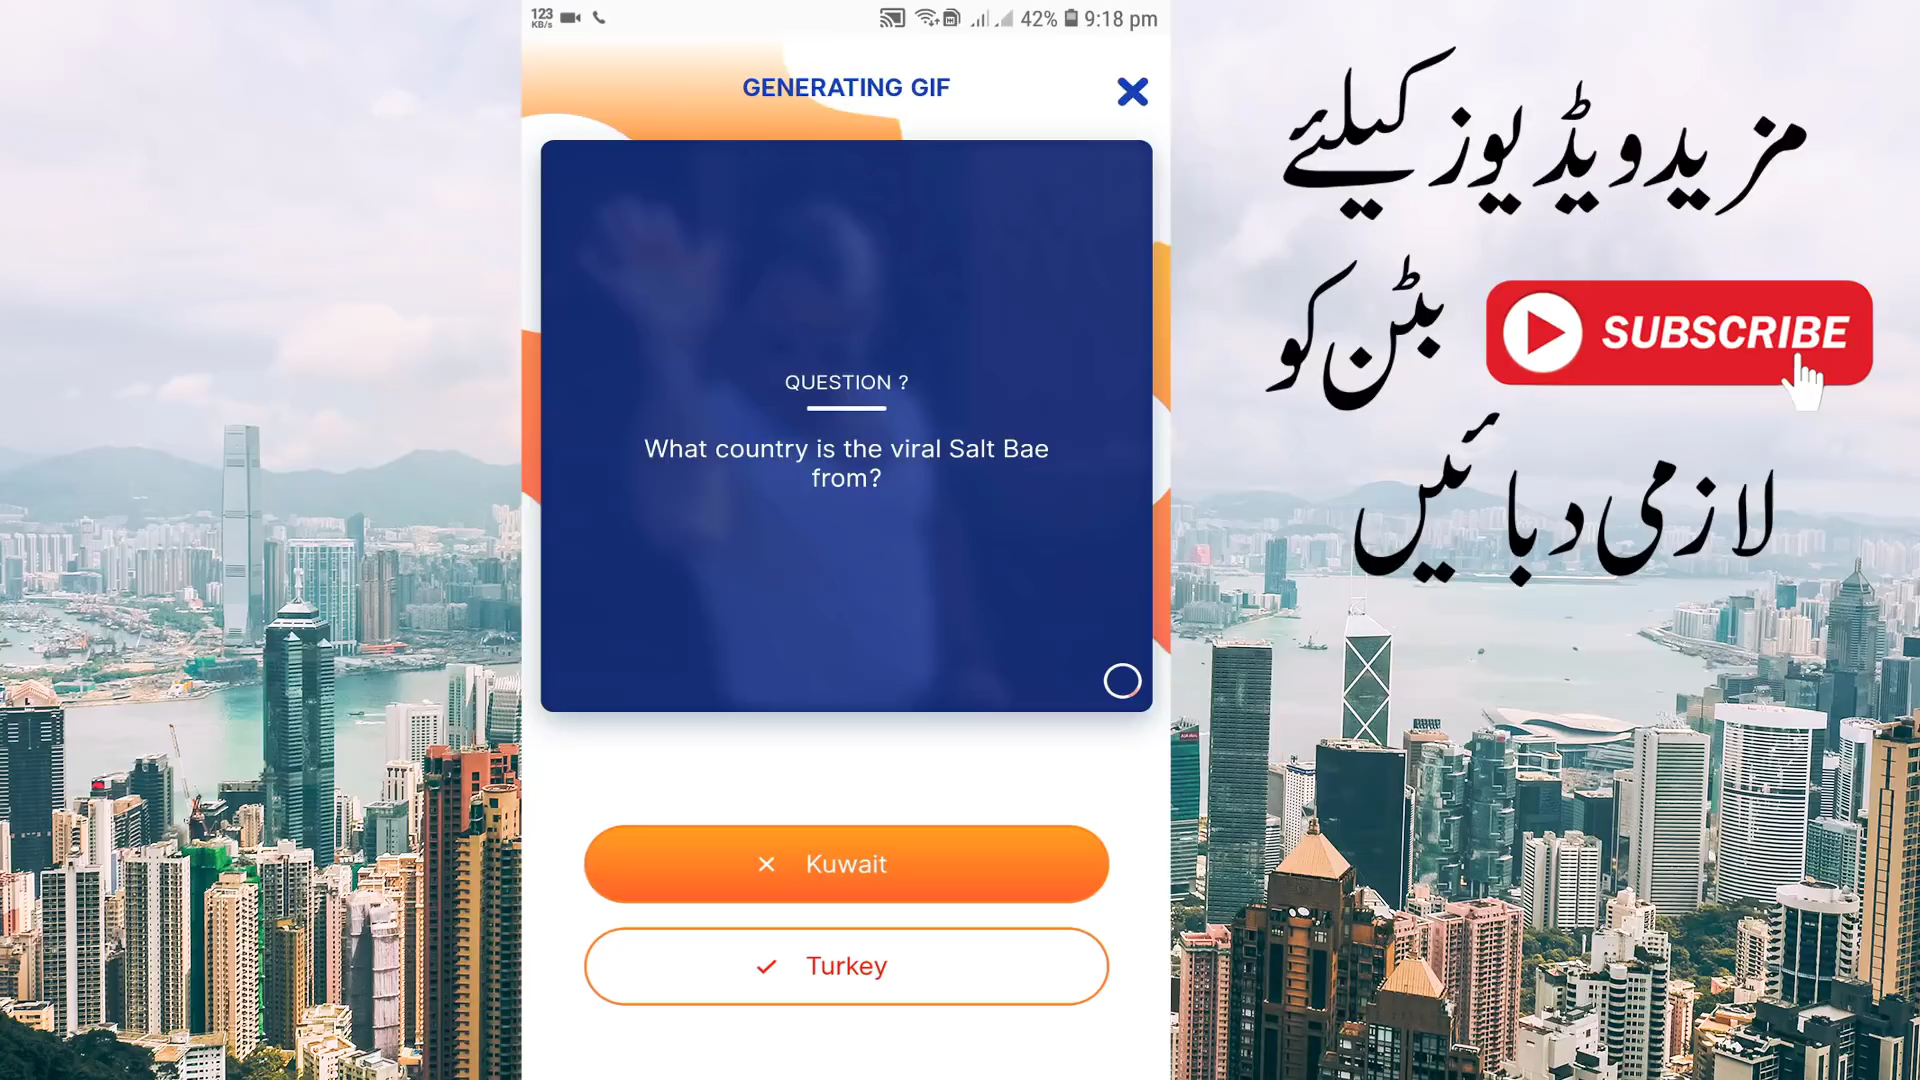 123
KB/s
42% 9:18 pm
GENERATING GIF
QUESTION ?
What country is the viral Salt Bae
from?
Kuwait
Turkey
مزید ویڈیوز کیلئے
SUBSCRIBE بٹن کو
لازمی دبائیں